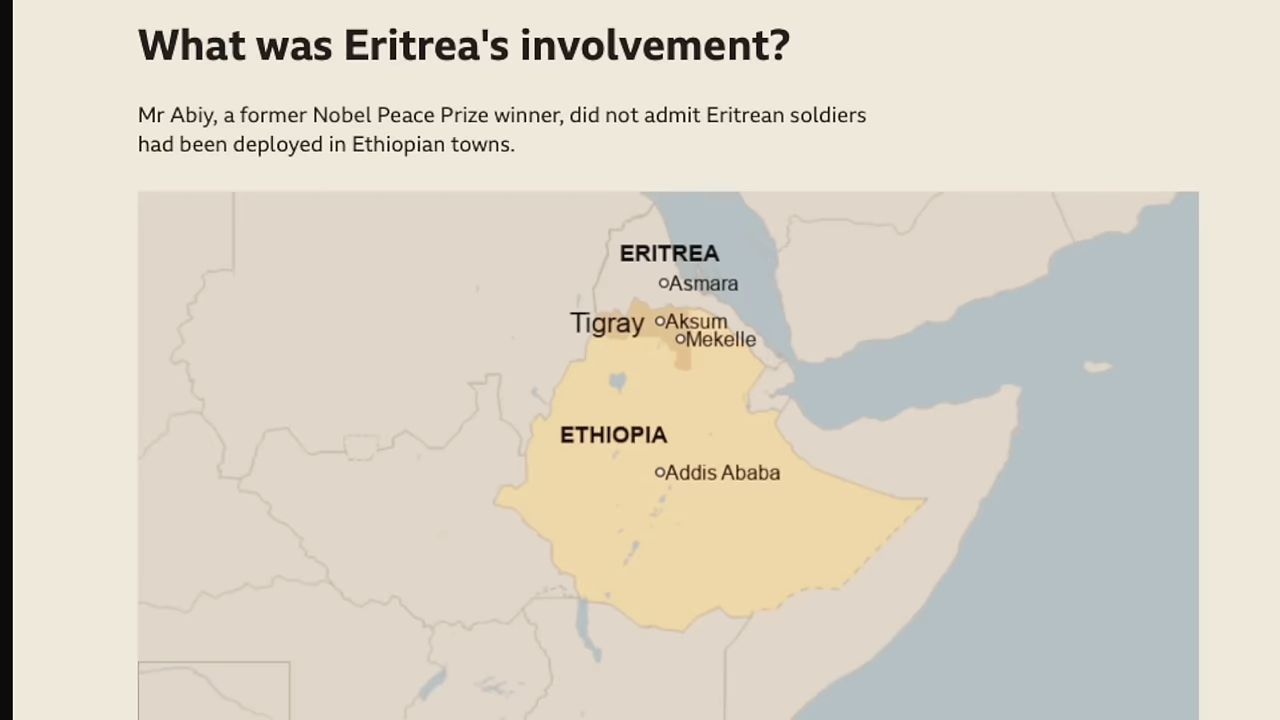 What was Eritrea's involvement?
Mr Abiy, a former Nobel Peace Prize winner, did not admit Eritrean soldiers
had been deployed in Ethiopian towns.
ERITREA
Asmara
Tigray
Aksum
Mekelle
ETHIOPIA
Addis Ababa